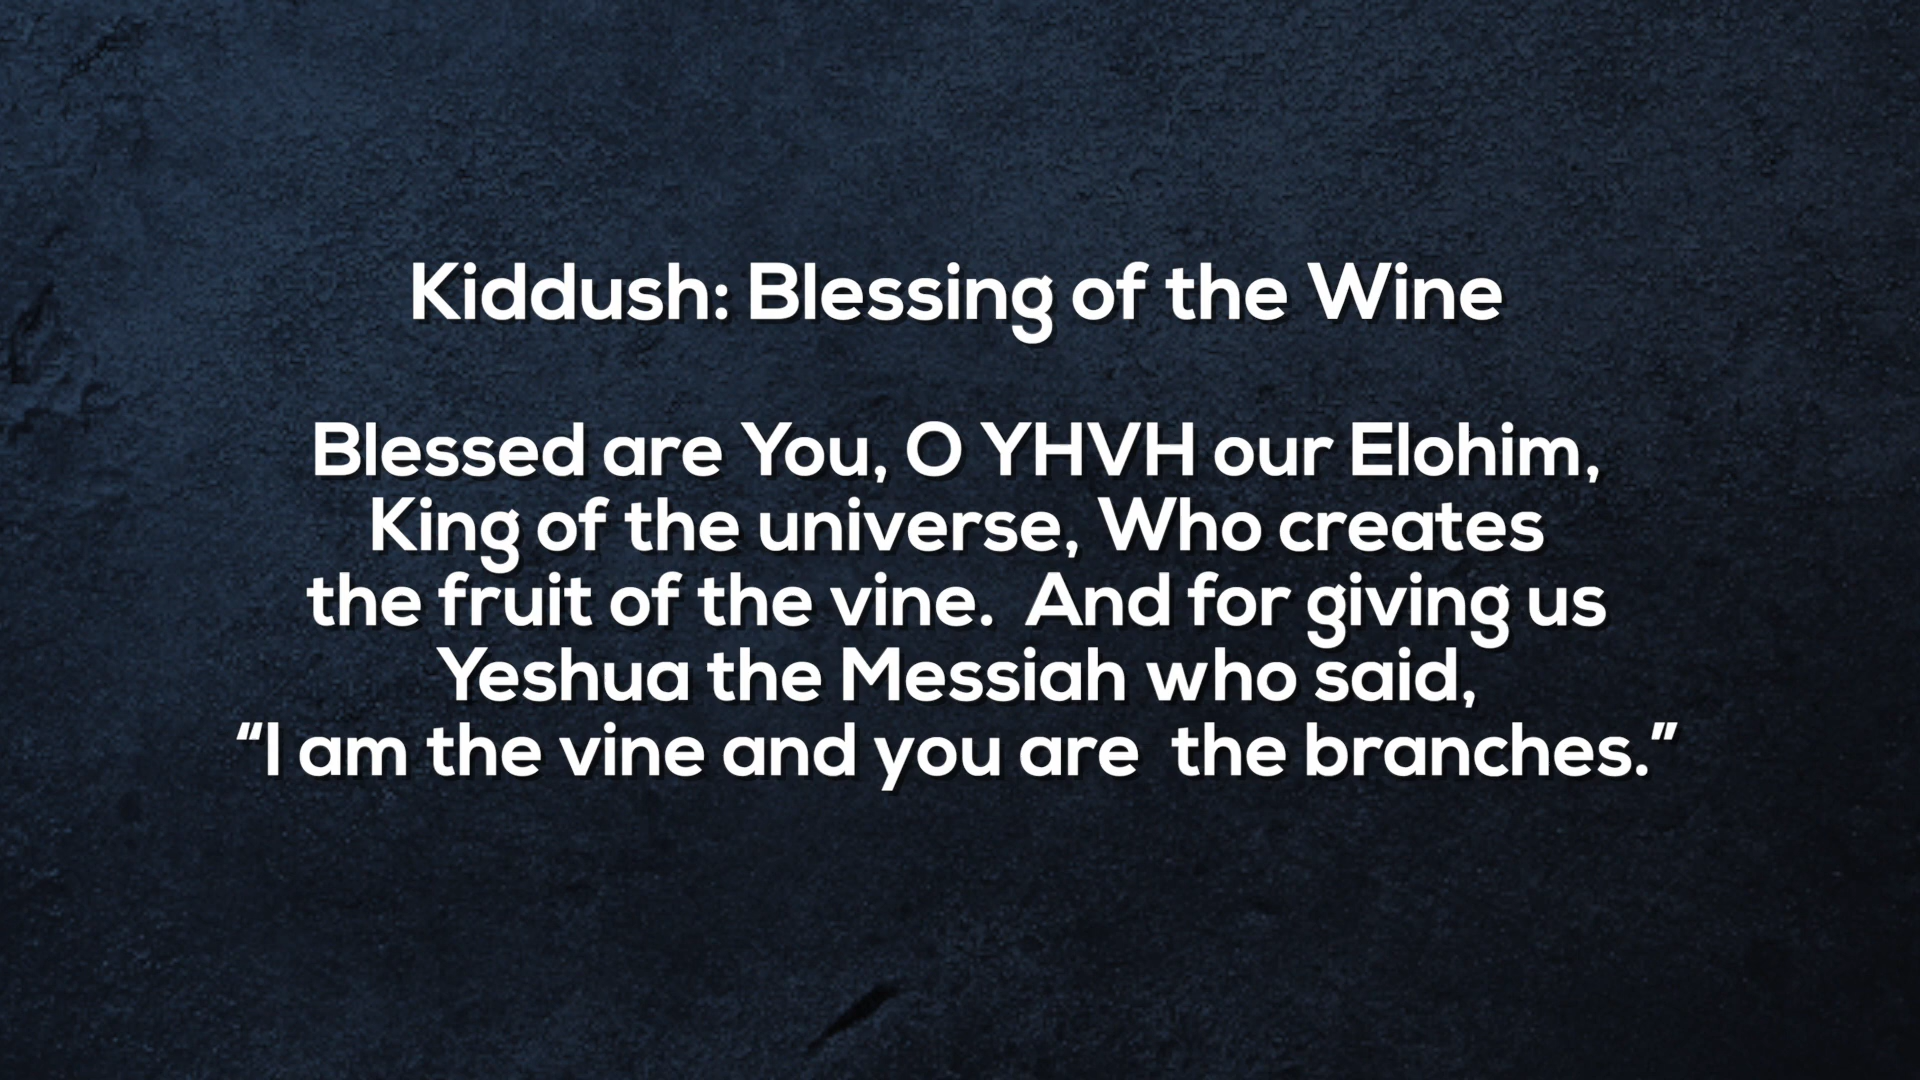 Kiddush: Blessing of the Wine
Blessed are You, O YHVH our Elohim,
King of the universe, Who creates
the fruit of the vine.  And for giving us
Yeshua the Messiah who said,
“I am the vine and you are  the branches.”